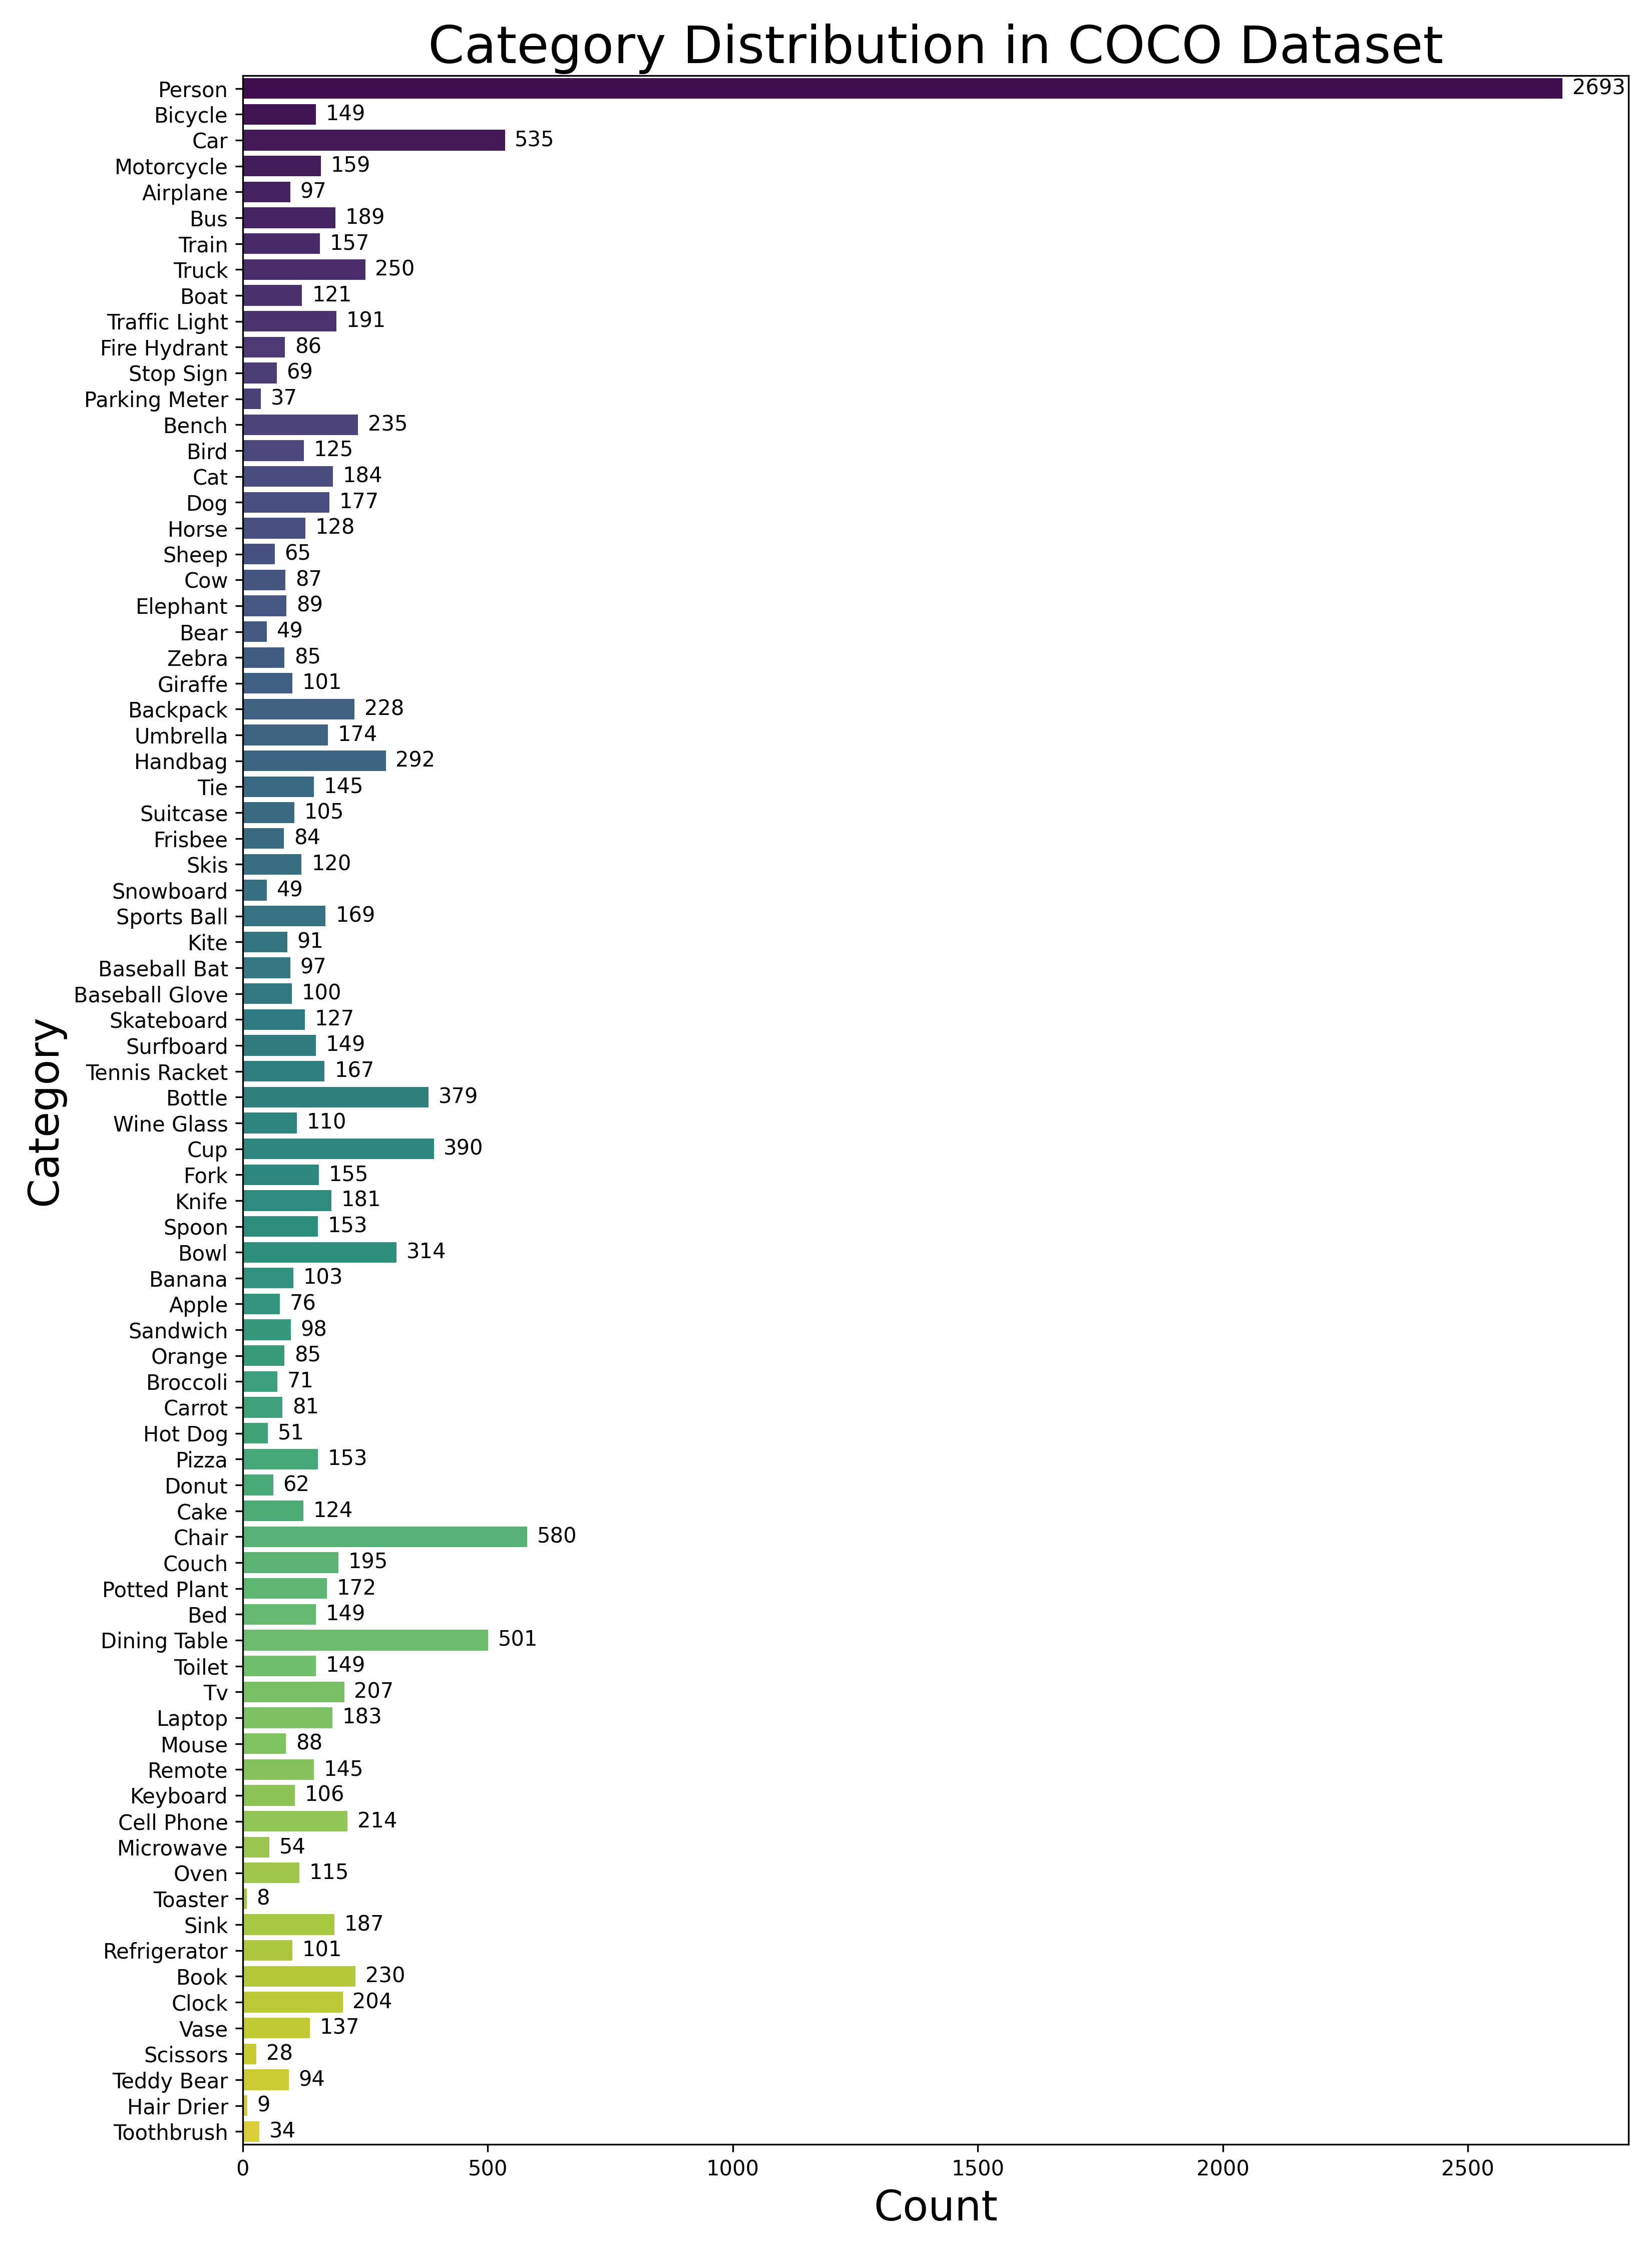 Category Distribution in COCO Dataset
Person 2693
Bicycle 149
Car 535
Motorcycle 159
Airplane 97
Bus 189
Train 157
Truck 250
Boat 121
Traffic Light 191
Fire Hydrant 86
Stop Sign 69
Parking Meter 37
Bench 235
Bird 125
Cat 184
Dog 177
Horse 128
Sheep 65
Cow 87
Elephant 89
Bear 49
Zebra 85
Giraffe 101
Backpack 228
Umbrella 174
Handbag 292
Tie 145
Suitcase 105
Frisbee 84
Skis 120
Snowboard 49
Sports Ball 169
Kite 91
Baseball Bat 97
Baseball Glove 100
Skateboard 127
Surfboard 149
Tennis Racket 167
Bottle 379
Wine Glass 110
Cup 390
Fork 155
Knife 181
Spoon 153
Bowl 314
Banana 103
Apple 76
Sandwich 98
Orange 85
Broccoli 71
Carrot 81
Hot Dog 51
Pizza 153
Donut 62
Cake 124
Chair 580
Couch 195
Potted Plant 172
Bed 149
Dining Table 501
Toilet 149
Tv 207
Laptop 183
Mouse 88
Remote 145
Keyboard 106
Cell Phone 214
Microwave 54
Oven 115
Toaster 8
Sink 187
Refrigerator 101
Book 230
Clock 204
Vase 137
Scissors 28
Teddy Bear 94
Hair Drier 9
Toothbrush 34
0 500 1000 1500 2000 2500
Count
Category